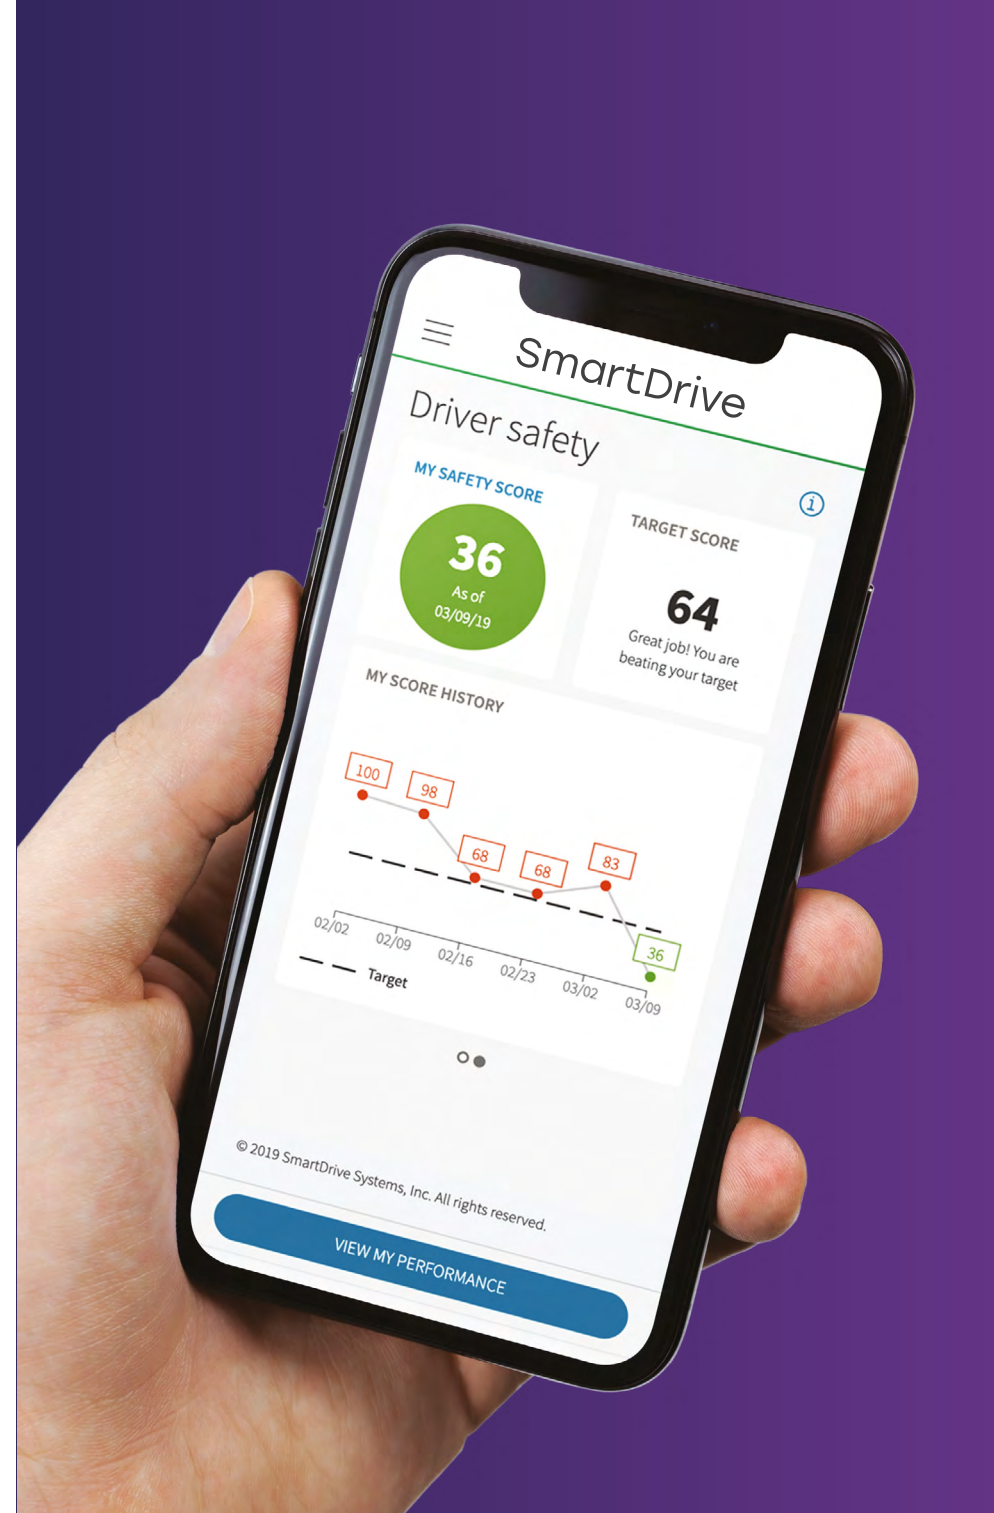 SmartDrive
Driver safety
MY SAFETY SCORE
36
As of
03/09/19
TARGET SCORE
64
Great job! You are
beating your target
MY SCORE HISTORY
100
98
68
68
83
36
02/02
02/09
02/16
02/23
03/02
03/09
Target
© 2019 SmartDrive Systems, Inc. All rights reserved.
VIEW MY PERFORMANCE